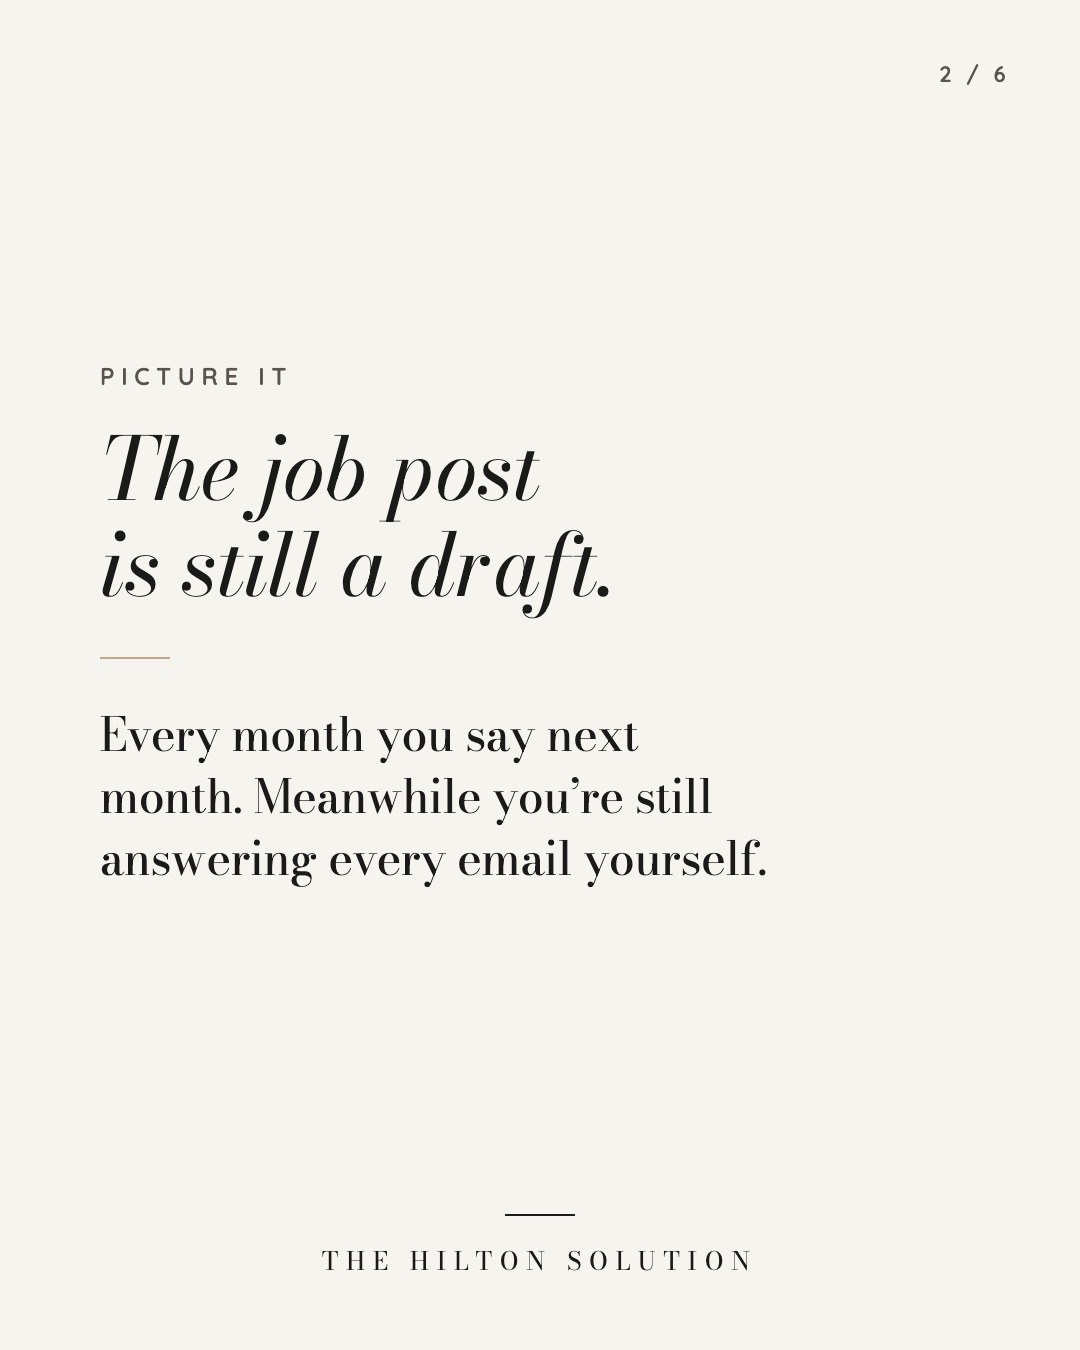 2 / 6
PICTURE IT
The job post
is still a draft.
Every month you say next
month. Meanwhile you’re still
answering every email yourself.
THE HILTON SOLUTION